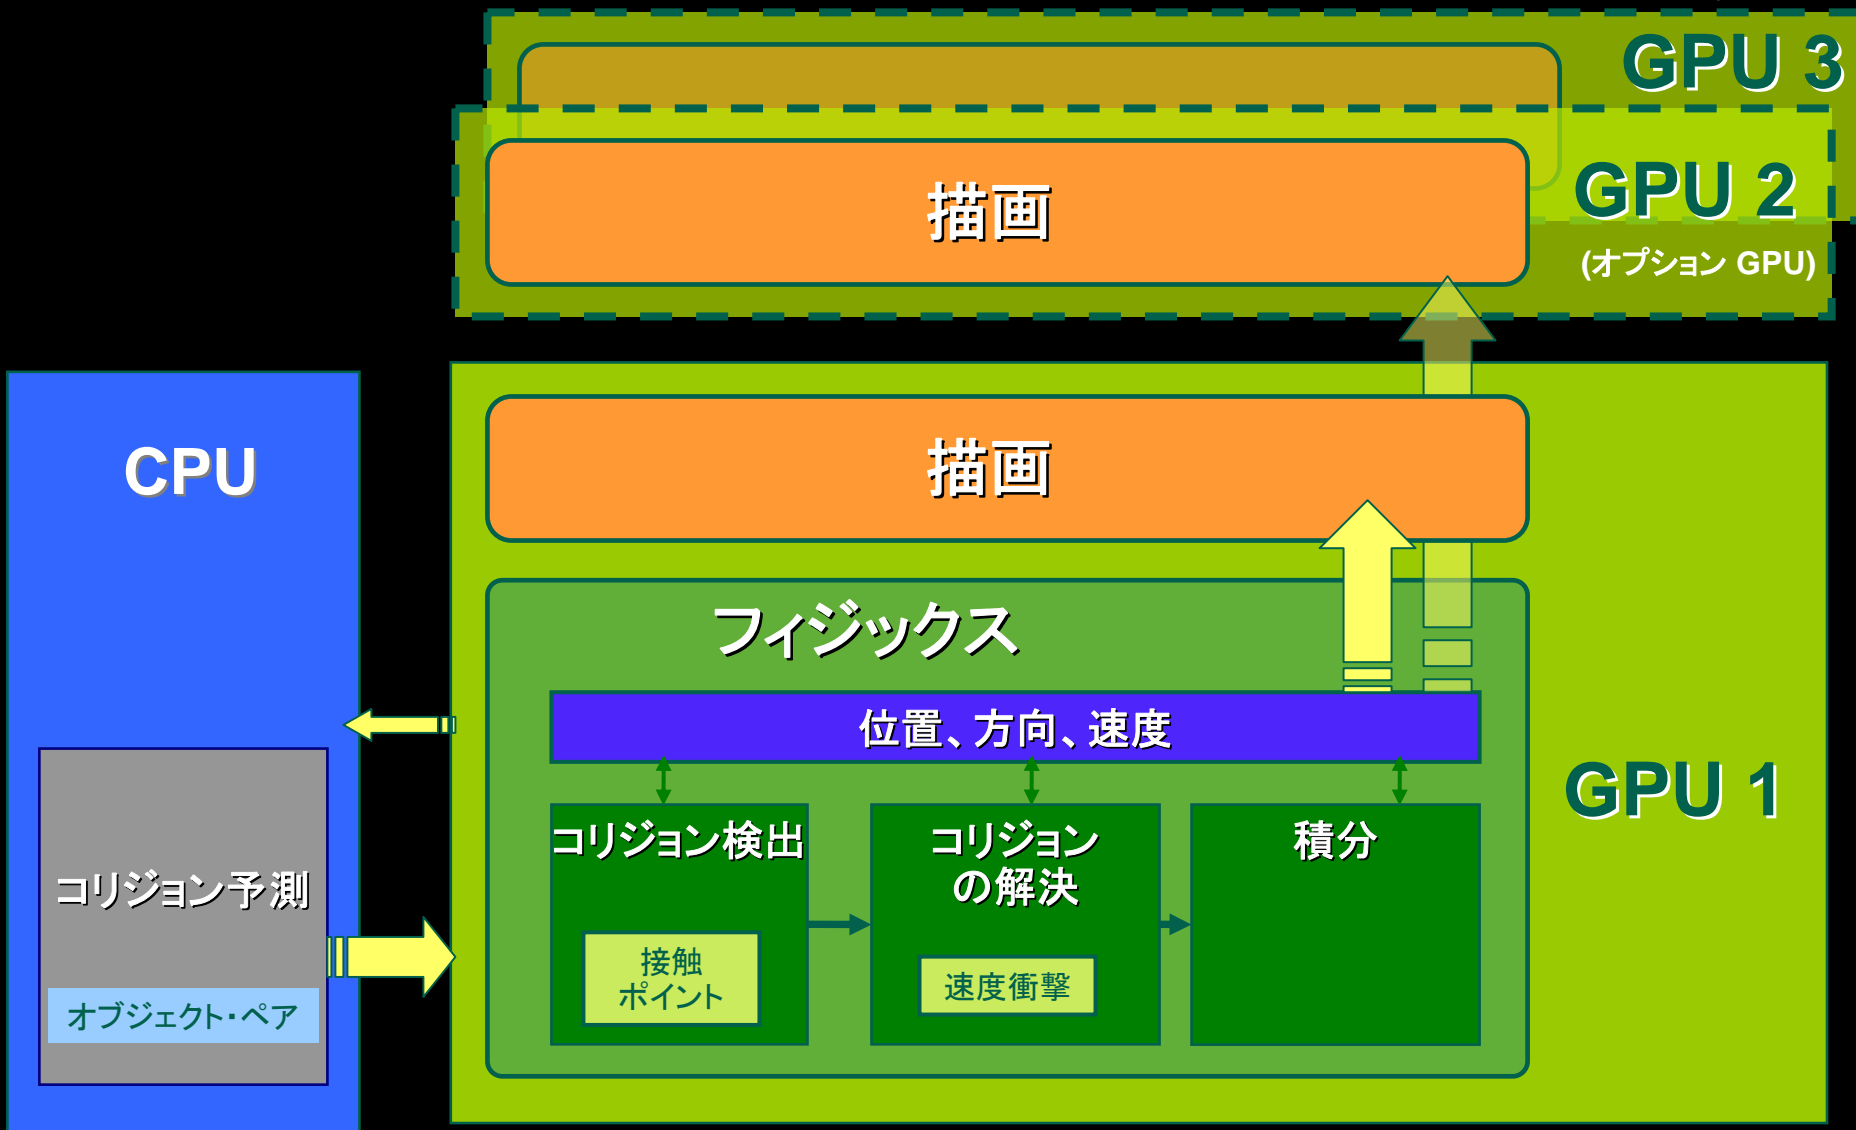 GPU 3
描画
GPU 2
(オプション GPU)
CPU
描画
フィジックス
位置、方向、速度
GPU 1
コリジョン検出
コリジョン
の解決
積分
コリジョン予測
接触
ポイント
速度衝撃
オブジェクト・ペア